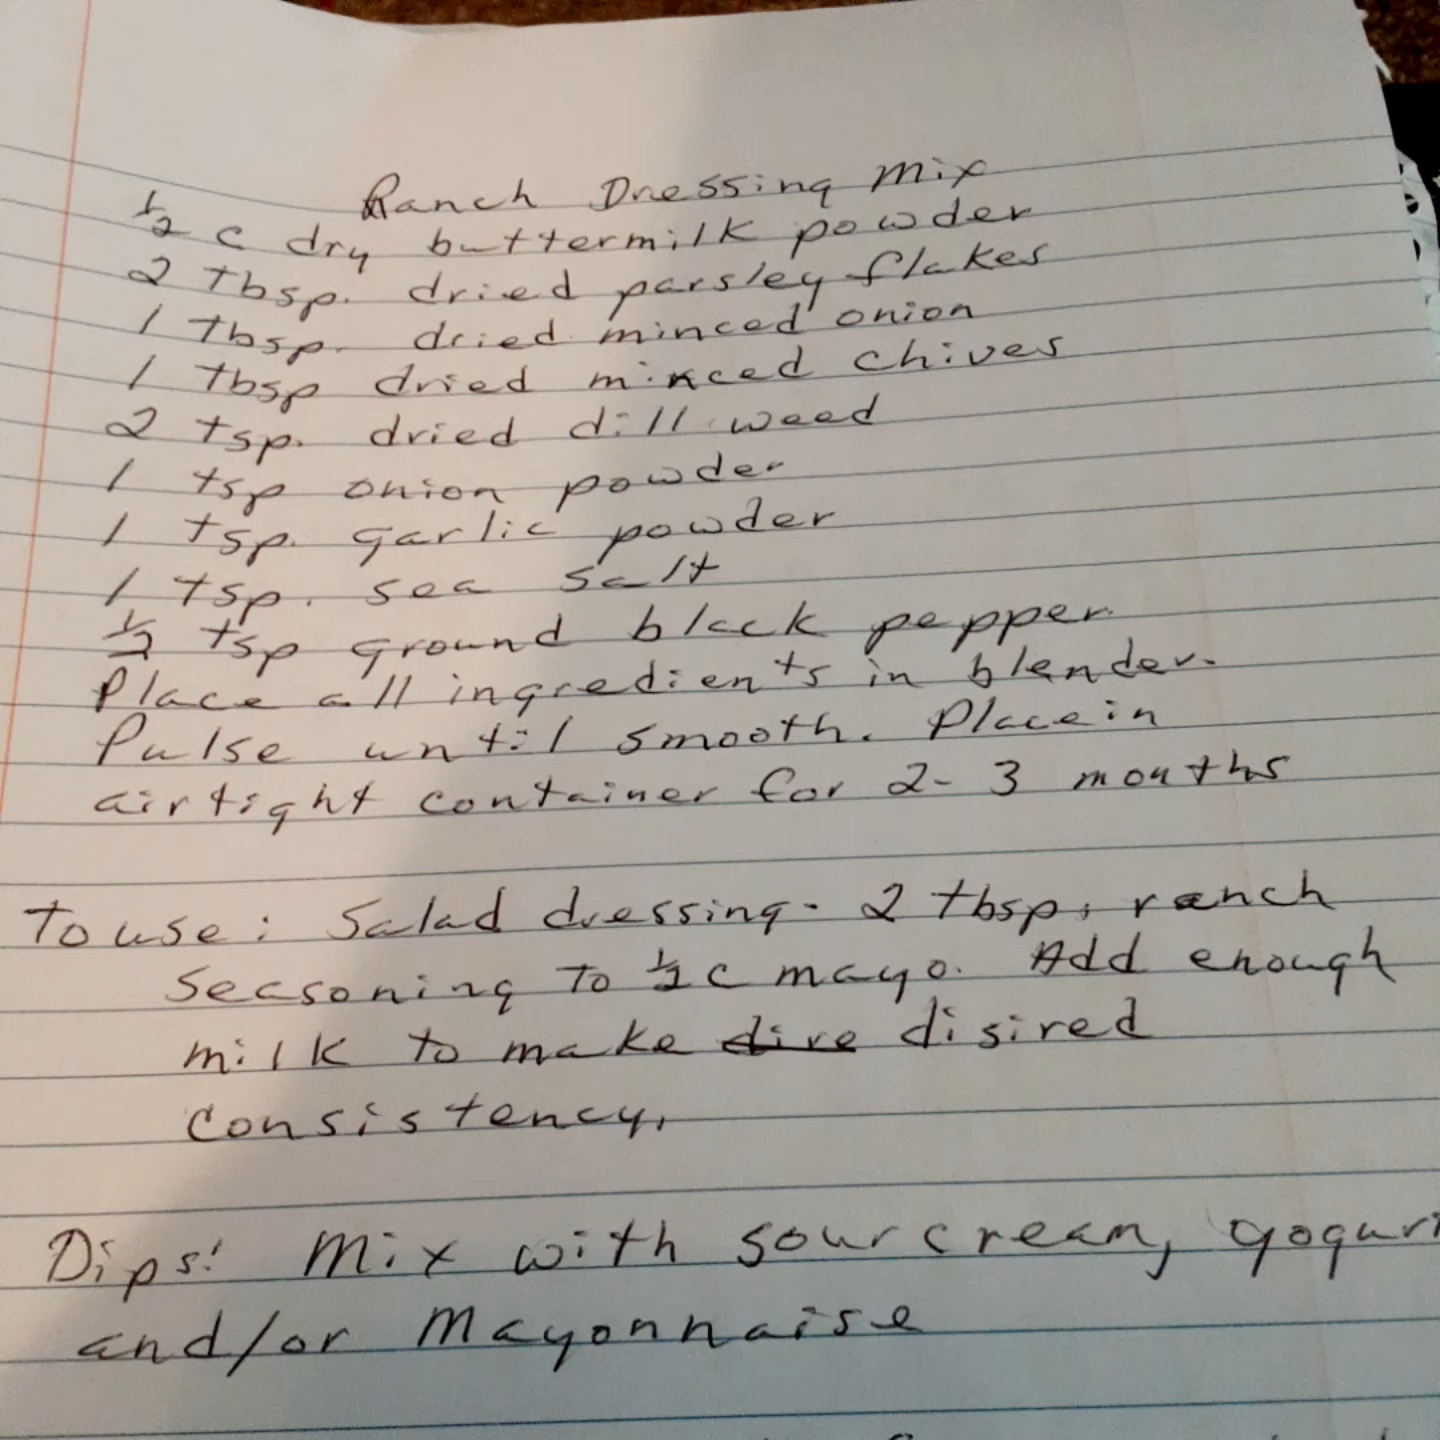 Ranch Dressing Mix
½ c dry buttermilk powder
2 Tbsp. dried parsley flakes
1 Tbsp. dried minced onion
1 Tbsp dried minced chives
2 tsp. dried dill weed
1 tsp onion powder
1 tsp. garlic powder
1 tsp. sea salt
½ tsp ground black pepper
Place all ingredients in blender.
Pulse until smooth. Place in
airtight container for 2-3 months
To use: Salad dressing - 2 tbsp. ranch
seasoning to ½ c mayo. Add enough
milk to make dire disired
consistency.
Dips: Mix with sour cream, yogurt
and/or Mayonnaise